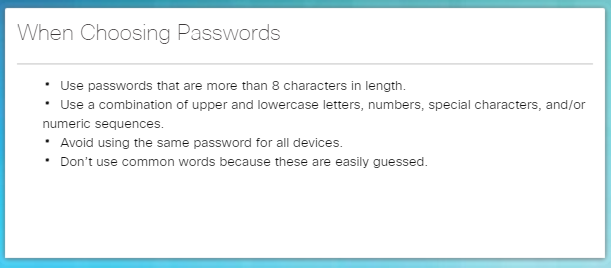 When Choosing Passwords
• Use passwords that are more than 8 characters in length.
• Use a combination of upper and lowercase letters, numbers, special characters, and/or
numeric sequences.
• Avoid using the same password for all devices.
• Don't use common words because these are easily guessed.